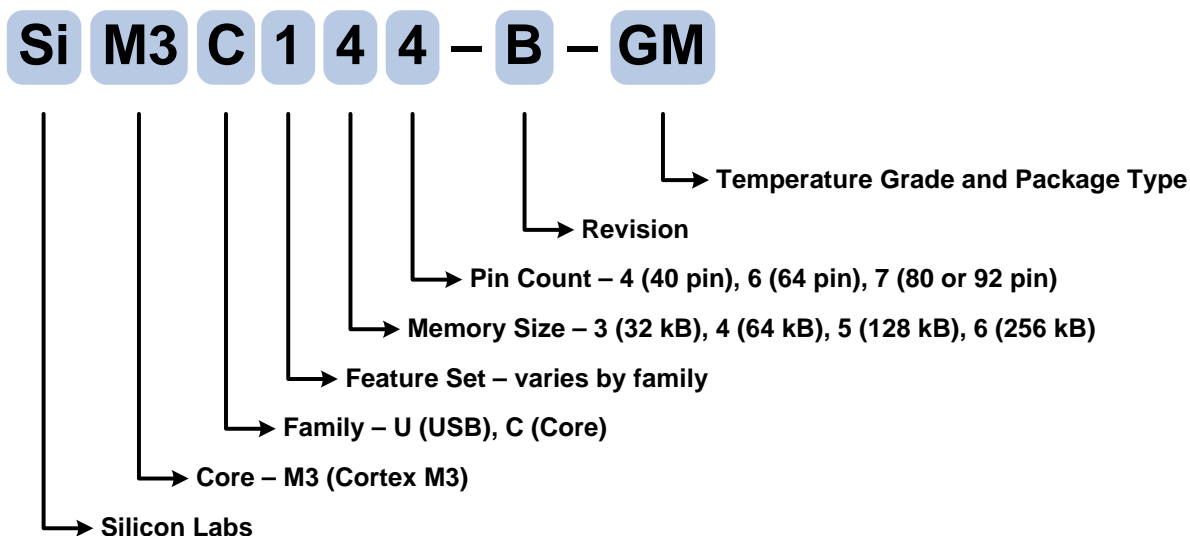 Si M3 C 1 4 4 – B – GM
Temperature Grade and Package Type
Revision
Pin Count – 4 (40 pin), 6 (64 pin), 7 (80 or 92 pin)
Memory Size – 3 (32 kB), 4 (64 kB), 5 (128 kB), 6 (256 kB)
Feature Set – varies by family
Family – U (USB), C (Core)
Core – M3 (Cortex M3)
Silicon Labs